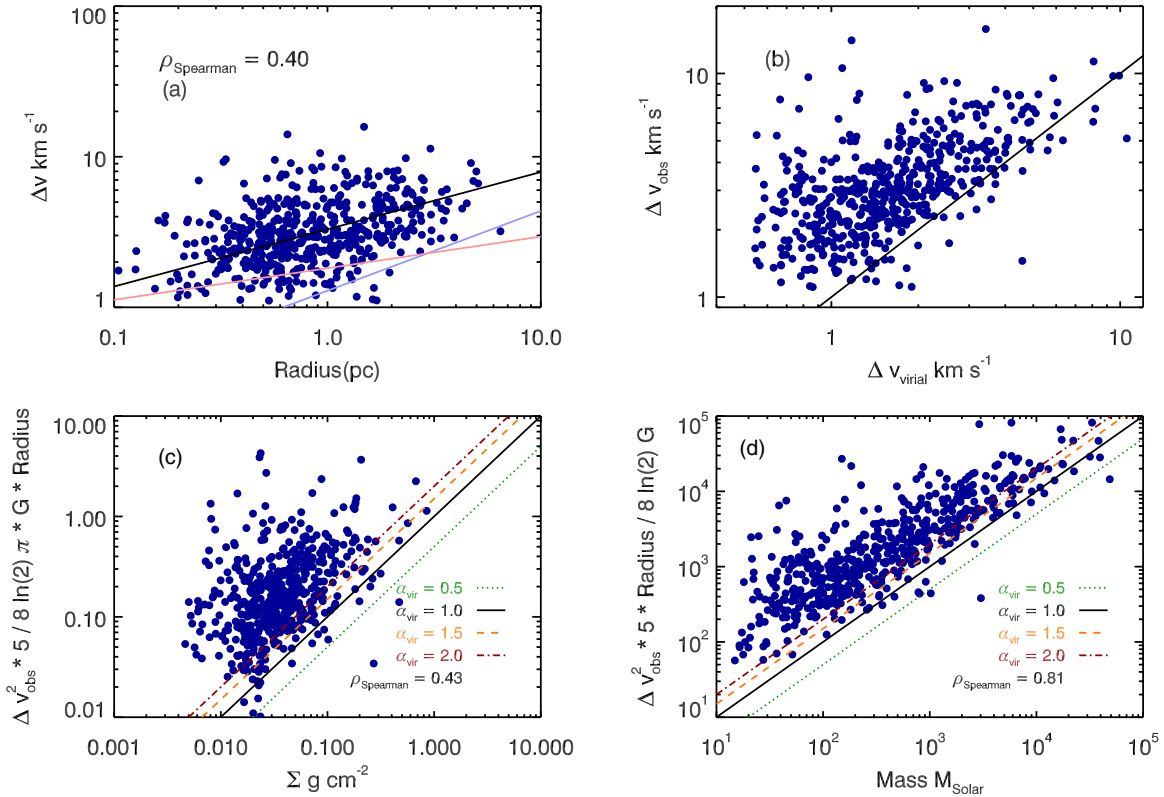 100
10
1
Δv km s⁻¹
ρSpearman = 0.40
(a)
0.1 1.0 10.0
Radius(pc)
10
1
Δ vobs km s⁻¹
(b)
1 10
Δ vvirial km s⁻¹
10.00
1.00
0.10
0.01
Δ v²obs * 5 / 8 ln(2) π * G * Radius
(c)
αvir = 0.5
αvir = 1.0
αvir = 1.5
αvir = 2.0
ρSpearman = 0.43
0.001 0.010 0.100 1.000 10.000
Σ g cm⁻²
10⁵
10⁴
10³
10²
10¹
Δ v²obs * 5 * Radius / 8 ln(2) G
(d)
αvir = 0.5
αvir = 1.0
αvir = 1.5
αvir = 2.0
ρSpearman = 0.81
10¹ 10² 10³ 10⁴ 10⁵
Mass MSolar